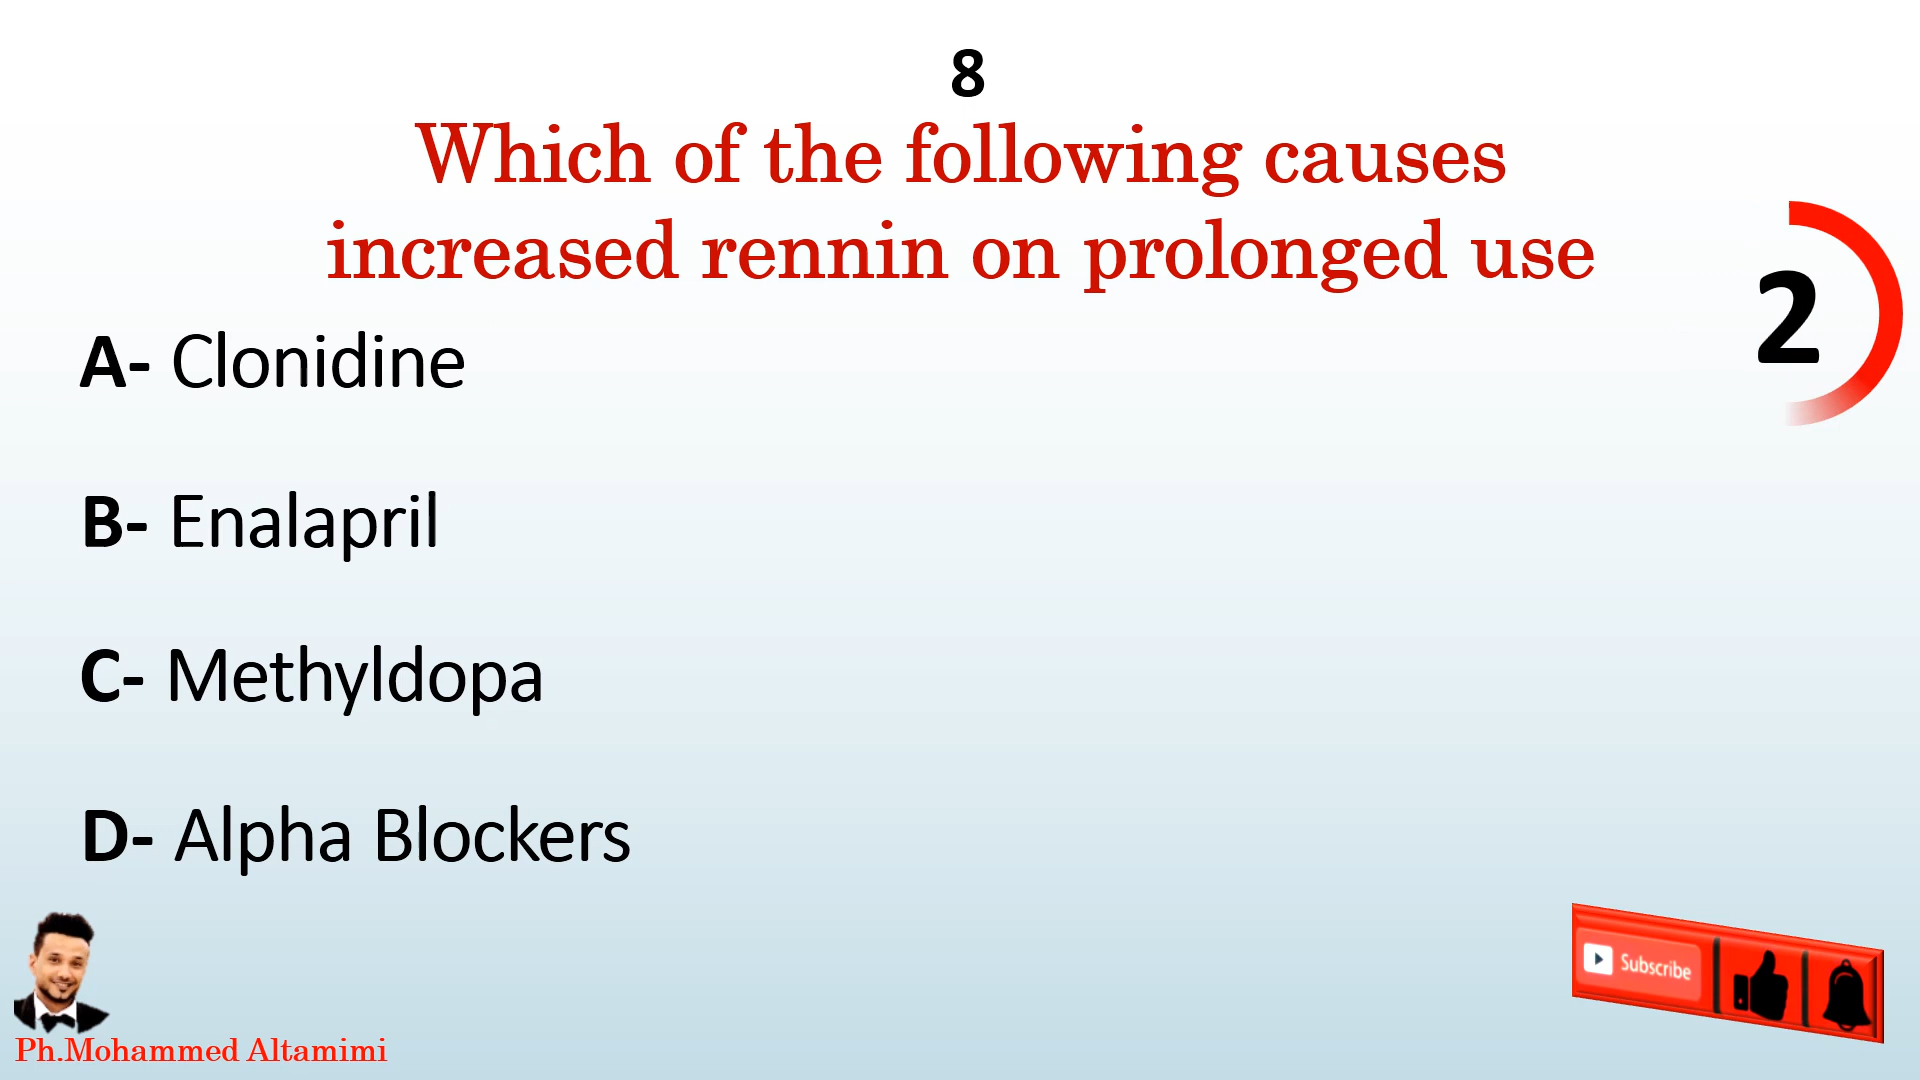 8
Which of the following causes
increased rennin on prolonged use
2
A- Clonidine
B- Enalapril
C- Methyldopa
D- Alpha Blockers
Subscribe
Ph.Mohammed Altamimi